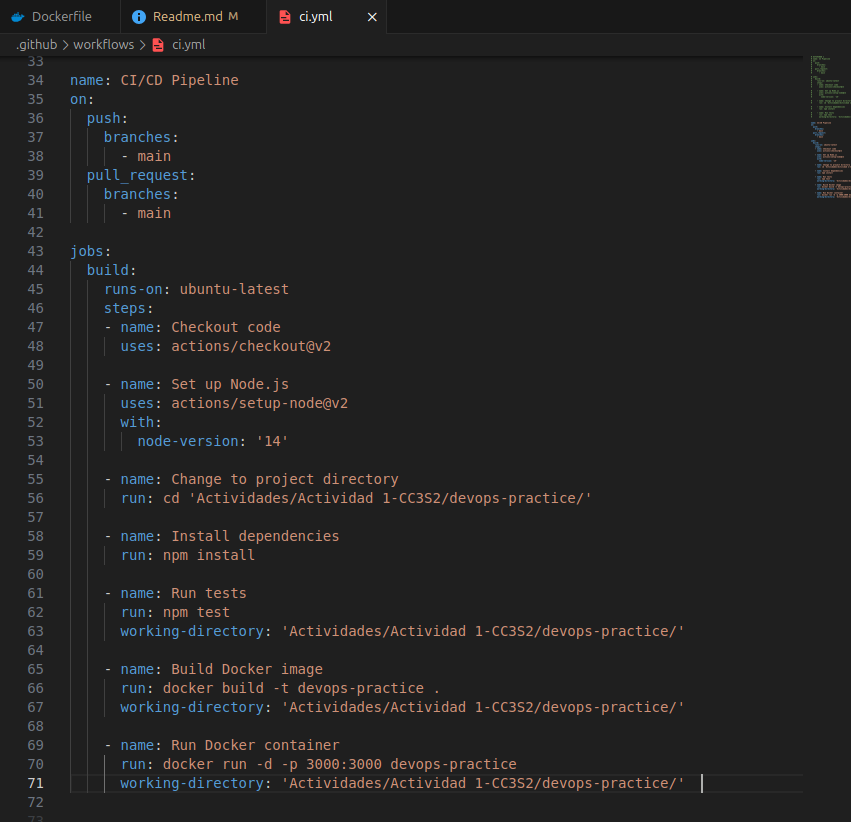 Dockerfile
Readme.md M
ci.yml
.github > workflows > ci.yml
33
34 name: CI/CD Pipeline
35 on:
36 push:
37 branches:
38 - main
39 pull_request:
40 branches:
41 - main
42
43 jobs:
44 build:
45 runs-on: ubuntu-latest
46 steps:
47 - name: Checkout code
48 uses: actions/checkout@v2
49
50 - name: Set up Node.js
51 uses: actions/setup-node@v2
52 with:
53 node-version: '14'
54
55 - name: Change to project directory
56 run: cd 'Actividades/Actividad 1-CC3S2/devops-practice/'
57
58 - name: Install dependencies
59 run: npm install
60
61 - name: Run tests
62 run: npm test
63 working-directory: 'Actividades/Actividad 1-CC3S2/devops-practice/'
64
65 - name: Build Docker image
66 run: docker build -t devops-practice .
67 working-directory: 'Actividades/Actividad 1-CC3S2/devops-practice/'
68
69 - name: Run Docker container
70 run: docker run -d -p 3000:3000 devops-practice
71 working-directory: 'Actividades/Actividad 1-CC3S2/devops-practice/'
72
73